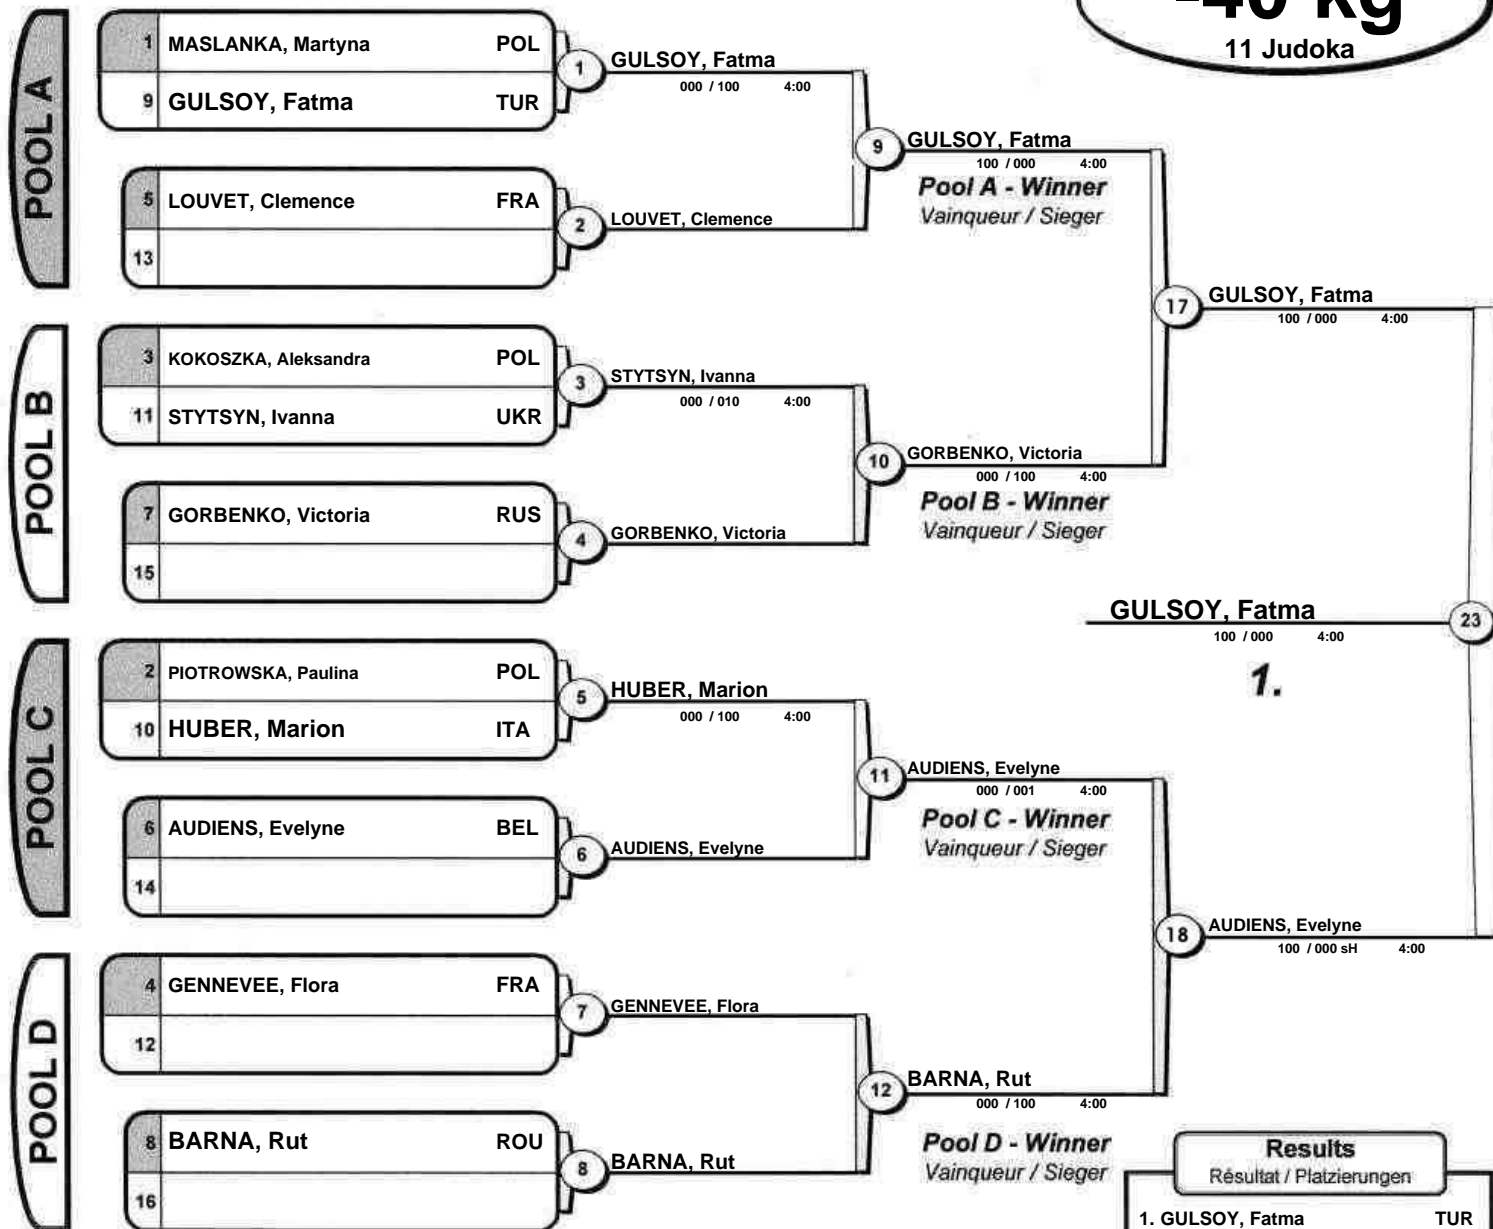 -40 kg
11 Judoka
POOL A
1 MASLANKA, Martyna POL
9 GULSOY, Fatma TUR
1 GULSOY, Fatma
000 / 100 4:00
5 LOUVET, Clemence FRA
13
2 LOUVET, Clemence
9 GULSOY, Fatma
100 / 000 4:00
Pool A - Winner
Vainqueur / Sieger
POOL B
3 KOKOSZKA, Aleksandra POL
11 STYTSYN, Ivanna UKR
3 STYTSYN, Ivanna
000 / 010 4:00
7 GORBENKO, Victoria RUS
15
4 GORBENKO, Victoria
10 GORBENKO, Victoria
000 / 100 4:00
Pool B - Winner
Vainqueur / Sieger
17 GULSOY, Fatma
100 / 000 4:00
GULSOY, Fatma 23
100 / 000 4:00
1.
POOL C
2 PIOTROWSKA, Paulina POL
10 HUBER, Marion ITA
5 HUBER, Marion
000 / 100 4:00
6 AUDIENS, Evelyne BEL
14
6 AUDIENS, Evelyne
11 AUDIENS, Evelyne
000 / 001 4:00
Pool C - Winner
Vainqueur / Sieger
POOL D
4 GENNEVEE, Flora FRA
12
7 GENNEVEE, Flora
8 BARNA, Rut ROU
16
8 BARNA, Rut
12 BARNA, Rut
000 / 100 4:00
Pool D - Winner
Vainqueur / Sieger
18 AUDIENS, Evelyne
100 / 000 sH 4:00
Results
Résultat / Platzierungen
1. GULSOY, Fatma TUR